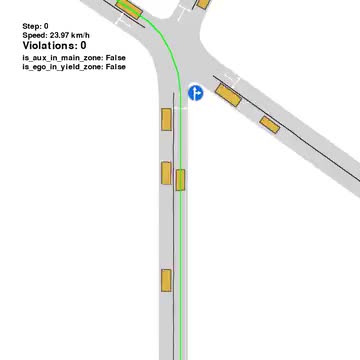 Step: 0
Speed: 23.97 km/h
Violations: 0
is_aux_in_main_zone: False
is_ego_in_yield_zone: False